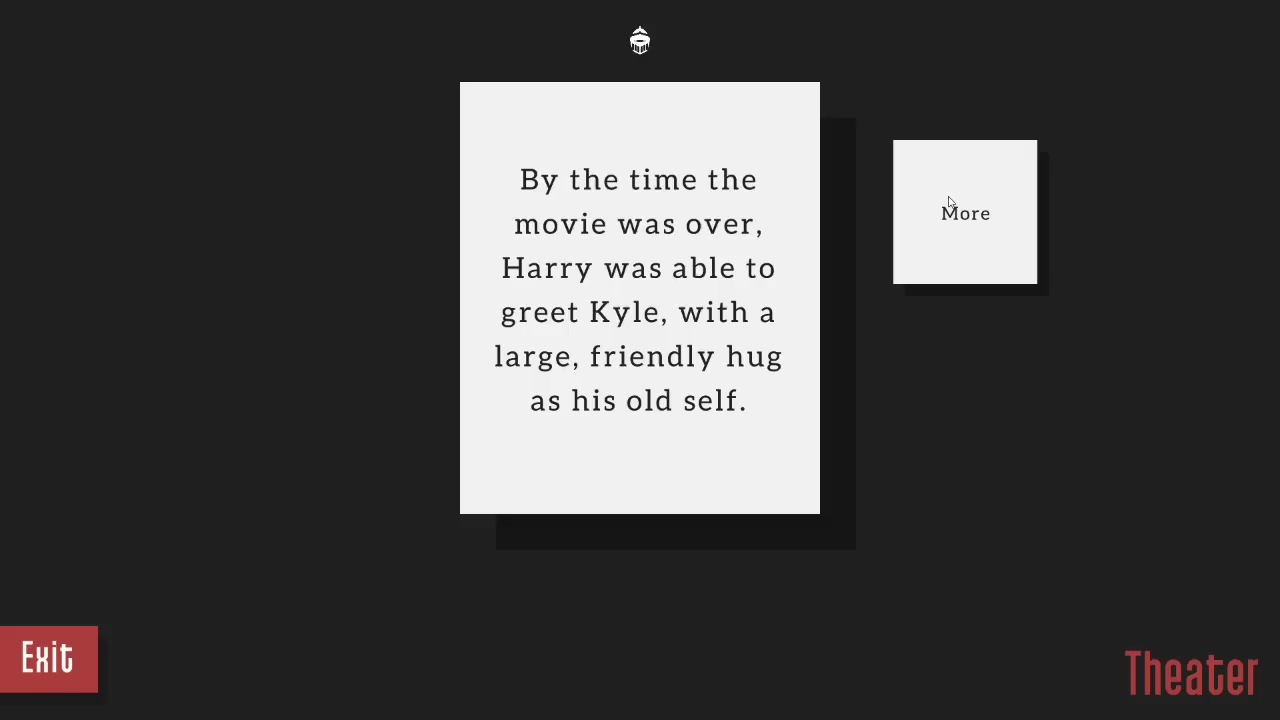 By the time the
movie was over,
Harry was able to
greet Kyle, with a
large, friendly hug
as his old self.
More
Exit
Theater